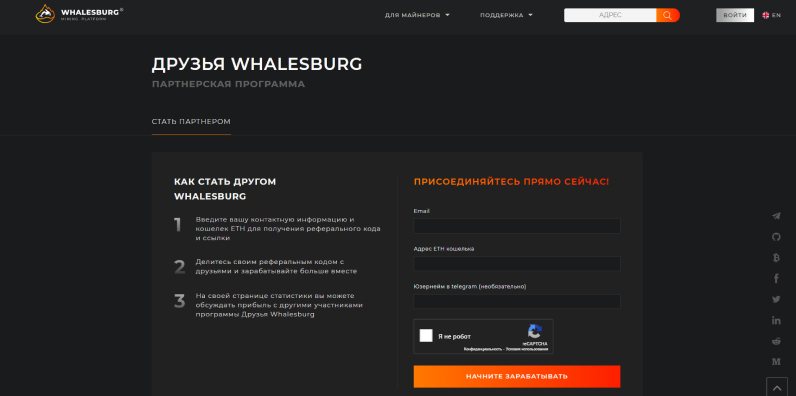 WHALESBURG®
MINING PLATFORM
ДЛЯ МАЙНЕРОВ
ПОДДЕРЖКА
АДРЕС
ВОЙТИ
EN
ДРУЗЬЯ WHALESBURG
ПАРТНЕРСКАЯ ПРОГРАММА
СТАТЬ ПАРТНЕРОМ
КАК СТАТЬ ДРУГОМ
WHALESBURG
1
Введите вашу контактную информацию и
кошелек ETH для получения реферального кода
и ссылки
2
Делитесь своим реферальным кодом с
друзьями и зарабатывайте больше вместе
3
На своей странице статистики вы можете
обсуждать прибыль с другими участниками
программы Друзья Whalesburg
ПРИСОЕДИНЯЙТЕСЬ ПРЯМО СЕЙЧАС!
Email
Адрес ETH кошелька
Юзернейм в telegram (необязательно)
Я не робот
reCAPTCHA
Конфиденциальность - Условия использования
НАЧНИТЕ ЗАРАБАТЫВАТЬ